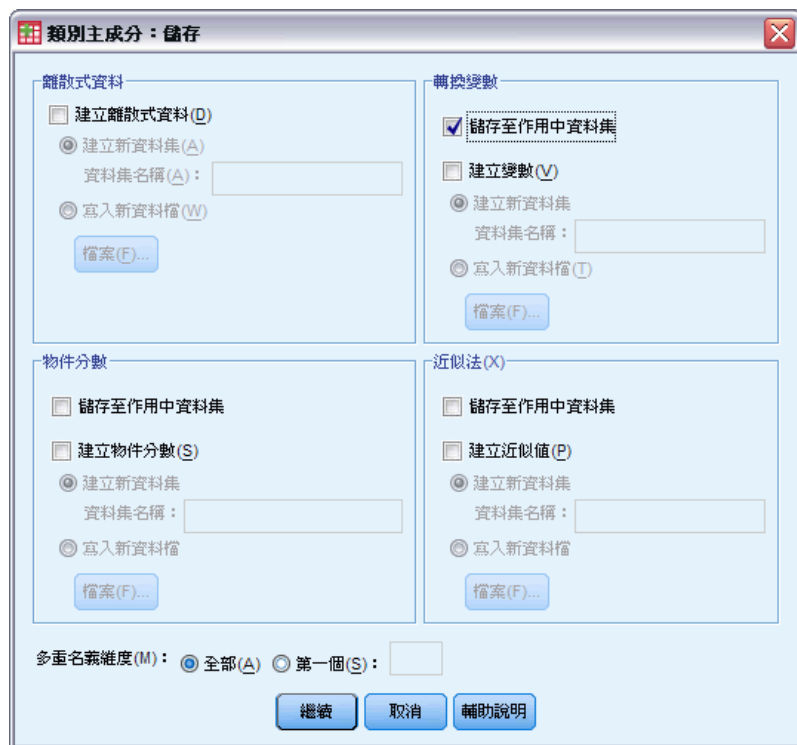 類別主成分：儲存
離散式資料
建立離散式資料(D)
建立新資料集(A)
資料集名稱(A)：
寫入新資料檔(W)
檔案(F)...
轉換變數
儲存至作用中資料集
建立變數(V)
建立新資料集
資料集名稱：
寫入新資料檔(T)
檔案(F)...
物件分數
儲存至作用中資料集
建立物件分數(S)
建立新資料集
資料集名稱：
寫入新資料檔
檔案(F)...
近似法(X)
儲存至作用中資料集
建立近似值(P)
建立新資料集
資料集名稱：
寫入新資料檔
檔案(F)...
多重名義維度(M)： 全部(A) 第一個(S)：
繼續 取消 輔助說明